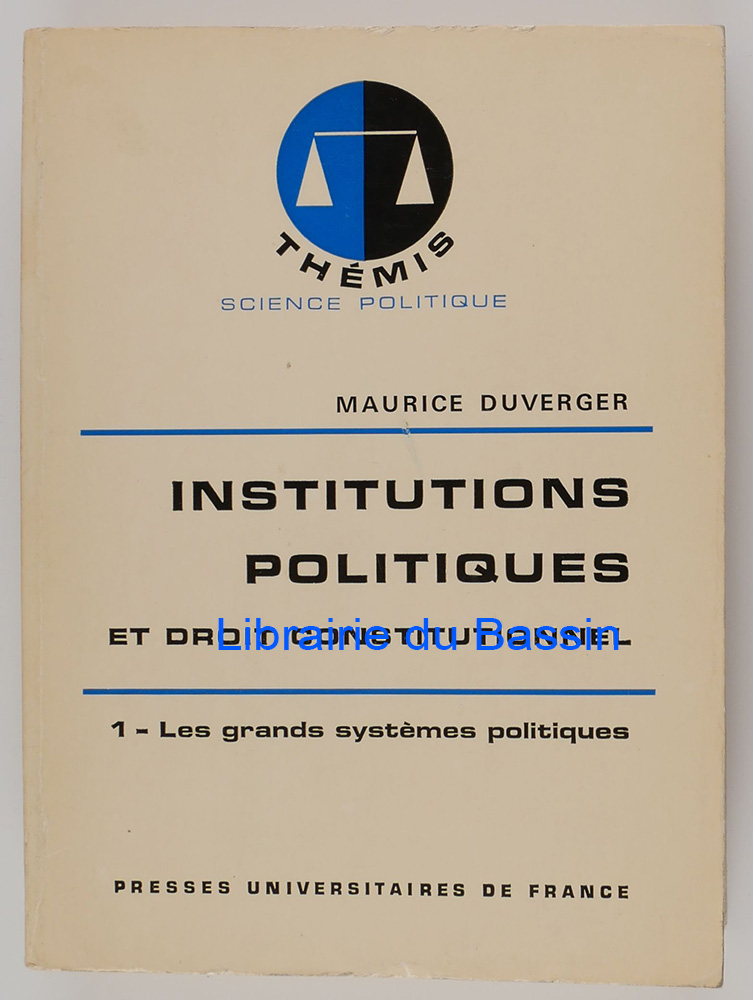 THÉMIS
SCIENCE POLITIQUE
MAURICE DUVERGER
INSTITUTIONS
POLITIQUES
ET DROIT CONSTITUTIONNEL
Librairie du Bassin
1 - Les grands systèmes politiques
PRESSES UNIVERSITAIRES DE FRANCE